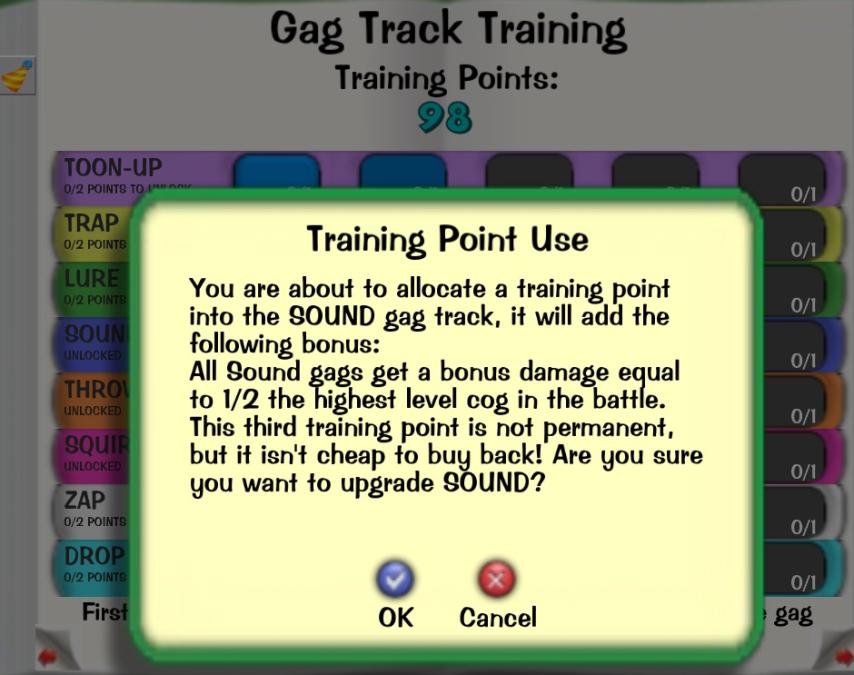 Gag Track Training
Training Points:
98
TOON-UP
0/2 POINTS TO UNLOCK
0/1
TRAP
0/2 POINTS
0/1
LURE
0/2 POINTS
0/1
SOUN
UNLOCKED
0/1
THROW
UNLOCKED
0/1
SQUIR
UNLOCKED
0/1
ZAP
0/2 POINTS
0/1
DROP
0/2 POINTS
0/1
Training Point Use
You are about to allocate a training point
into the SOUND gag track, it will add the
following bonus:
All Sound gags get a bonus damage equal
to 1/2 the highest level cog in the battle.
This third training point is not permanent,
but it isn't cheap to buy back! Are you sure
you want to upgrade SOUND?
OK Cancel
First
gag